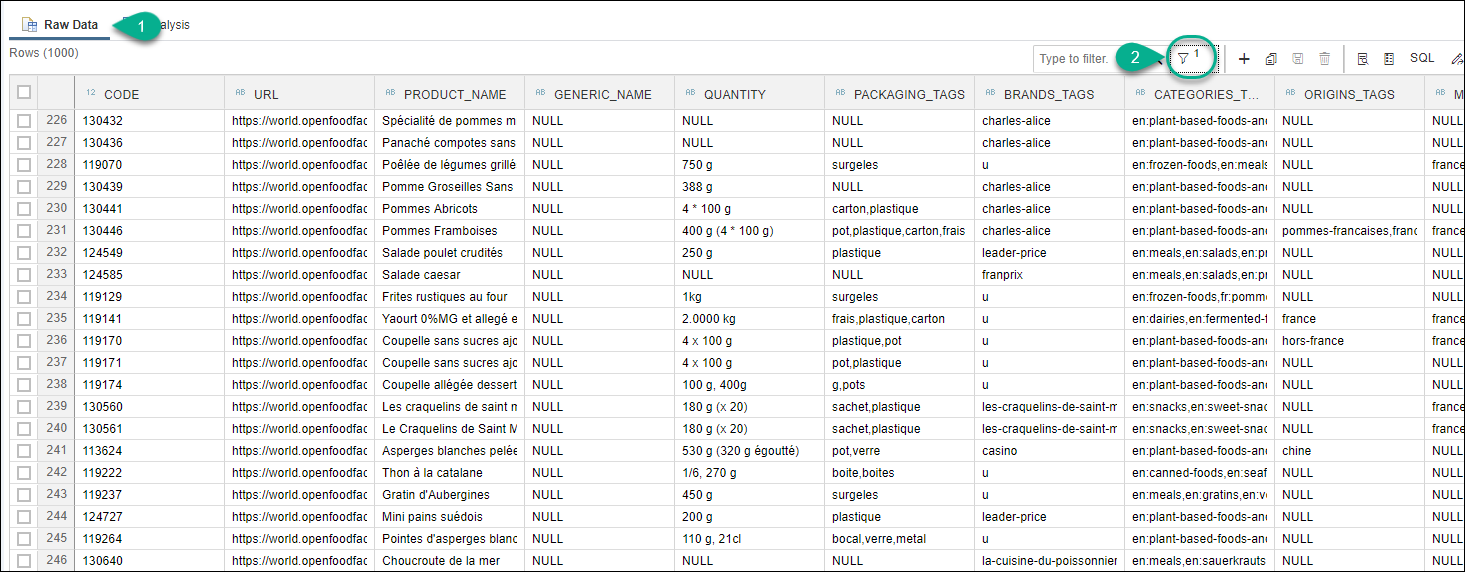 Raw Data 1 alysis
Rows (1000)
Type to filter. 2 1 SQL
12 CODE AB URL AB PRODUCT_NAME AB GENERIC_NAME AB QUANTITY AB PACKAGING_TAGS AB BRANDS_TAGS AB CATEGORIES_T... AB ORIGINS_TAGS AB M
226 130432 https://world.openfoodfac Spécialité de pommes m NULL NULL NULL charles-alice en:plant-based-foods-and NULL NULL
227 130436 https://world.openfoodfac Panaché compotes sans NULL NULL NULL charles-alice en:plant-based-foods-and NULL NULL
228 119070 https://world.openfoodfac Poêlée de légumes grillé NULL 750 g surgeles u en:frozen-foods,en:meals NULL france
229 130439 https://world.openfoodfac Pomme Groseilles Sans NULL 388 g NULL charles-alice en:plant-based-foods-and NULL NULL
230 130441 https://world.openfoodfac Pommes Abricots NULL 4 * 100 g carton,plastique charles-alice en:plant-based-foods-and NULL NULL
231 130446 https://world.openfoodfac Pommes Framboises NULL 400 g (4 * 100 g) pot,plastique,carton,frais charles-alice en:plant-based-foods-and pommes-francaises,franc france
232 124549 https://world.openfoodfac Salade poulet crudités NULL 250 g plastique leader-price en:meals,en:salads,en:pr NULL NULL
233 124585 https://world.openfoodfac Salade caesar NULL NULL NULL franprix en:meals,en:salads,en:pr NULL NULL
234 119129 https://world.openfoodfac Frites rustiques au four NULL 1kg surgeles u en:frozen-foods,fr:pomme NULL NULL
235 119141 https://world.openfoodfac Yaourt 0%MG et allegé e NULL 2.0000 kg frais,plastique,carton u en:dairies,en:fermented-f france france
236 119170 https://world.openfoodfac Coupelle sans sucres ajo NULL 4 x 100 g plastique,pot u en:plant-based-foods-and hors-france france
237 119171 https://world.openfoodfac Coupelle sans sucres ajo NULL 4 x 100 g pot,plastique u en:plant-based-foods-and NULL NULL
238 119174 https://world.openfoodfac Coupelle allégée dessert NULL 100 g, 400g g,pots u en:plant-based-foods-and NULL NULL
239 130560 https://world.openfoodfac Les craquelins de saint m NULL 180 g (x 20) sachet,plastique les-craquelins-de-saint-m en:snacks,en:sweet-snac NULL france
240 130561 https://world.openfoodfac Le Craquelins de Saint M NULL 180 g (x 20) sachet,plastique les-craquelins-de-saint-m en:snacks,en:sweet-snac NULL france
241 113624 https://world.openfoodfac Asperges blanches pelée NULL 530 g (320 g égoutté) pot,verre casino en:plant-based-foods-and chine NULL
242 119222 https://world.openfoodfac Thon à la catalane NULL 1/6, 270 g boite,boites u en:canned-foods,en:seaf NULL NULL
243 119237 https://world.openfoodfac Gratin d'Aubergines NULL 450 g surgeles u en:meals,en:gratins,en:ve NULL NULL
244 124727 https://world.openfoodfac Mini pains suédois NULL 200 g plastique leader-price en:plant-based-foods-and NULL NULL
245 119264 https://world.openfoodfac Pointes d'asperges blanc NULL 110 g, 21cl bocal,verre,metal u en:plant-based-foods-and NULL NULL
246 130640 https://world.openfoodfac Choucroute de la mer NULL NULL NULL la-cuisine-du-poissonnier en:meals,en:sauerkrauts NULL NULL